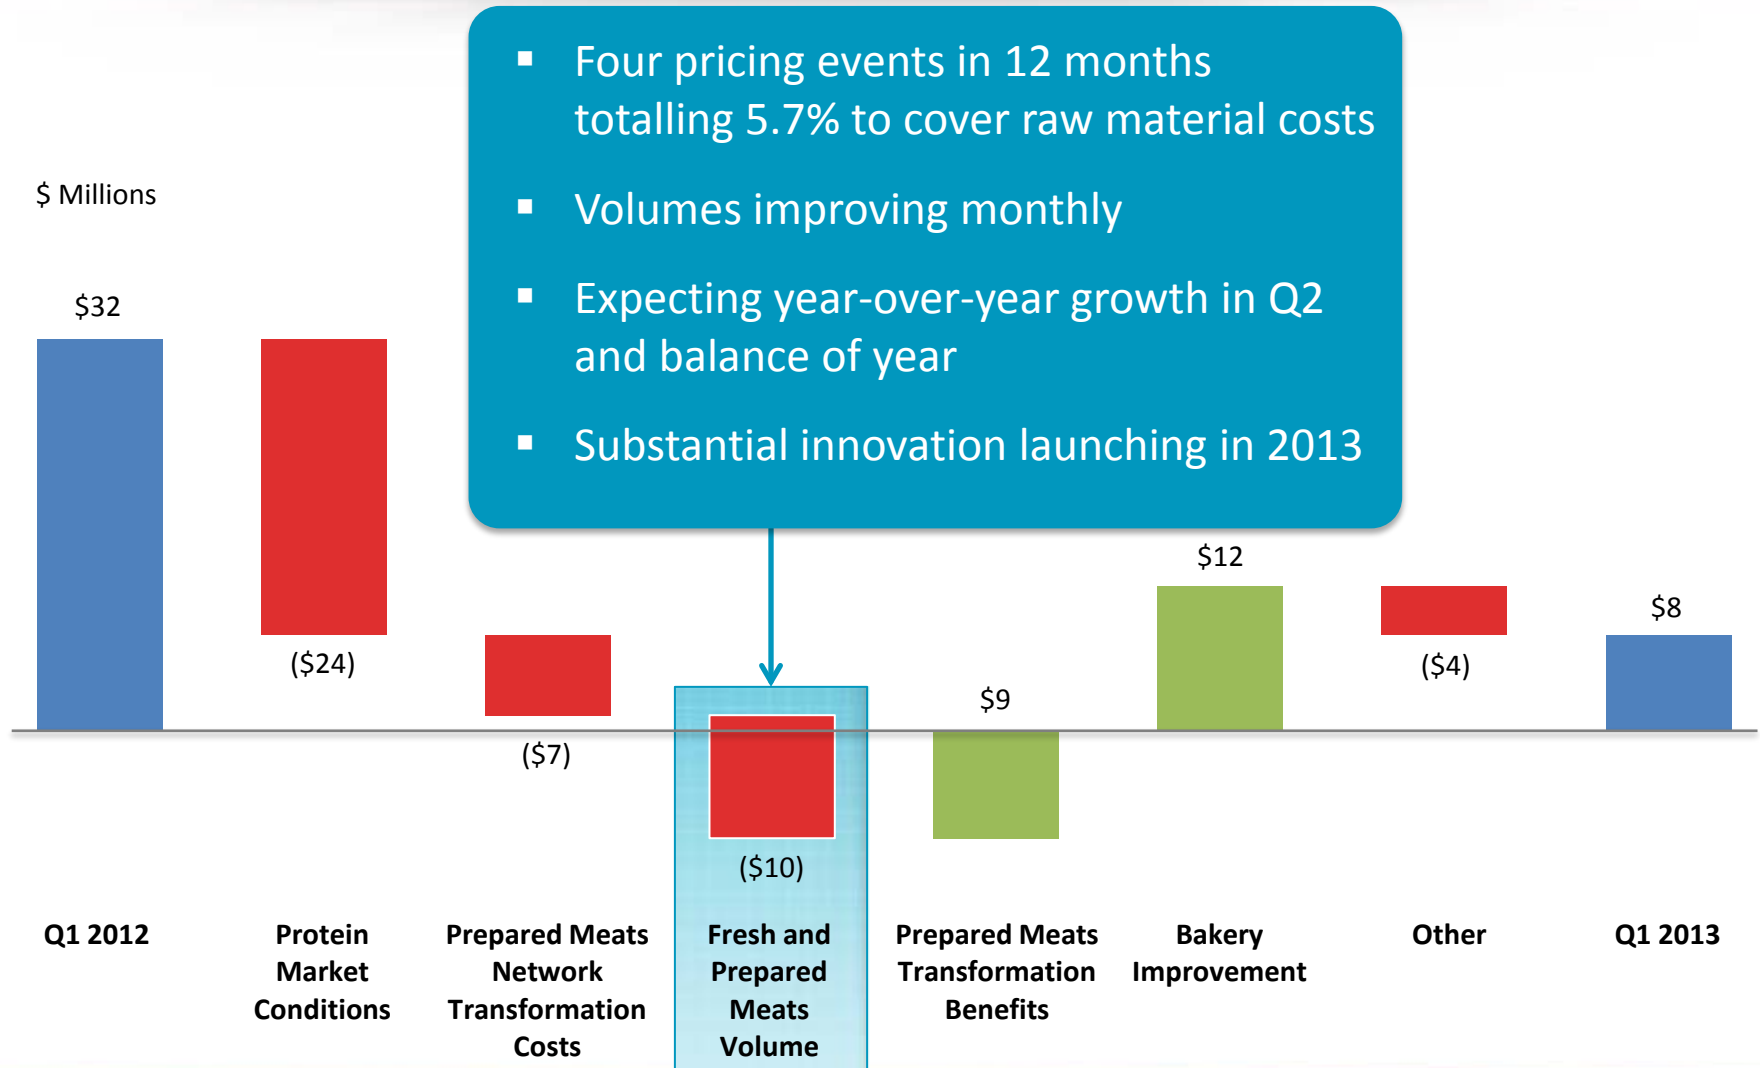 ▪ Four pricing events in 12 months
totalling 5.7% to cover raw material costs
▪ Volumes improving monthly
▪ Expecting year-over-year growth in Q2
and balance of year
▪ Substantial innovation launching in 2013
$ Millions
$32
($24)
($7)
($10)
$9
$12
($4)
$8
Q1 2012
Protein
Market
Conditions
Prepared Meats
Network
Transformation
Costs
Fresh and
Prepared
Meats
Volume
Prepared Meats
Transformation
Benefits
Bakery
Improvement
Other
Q1 2013